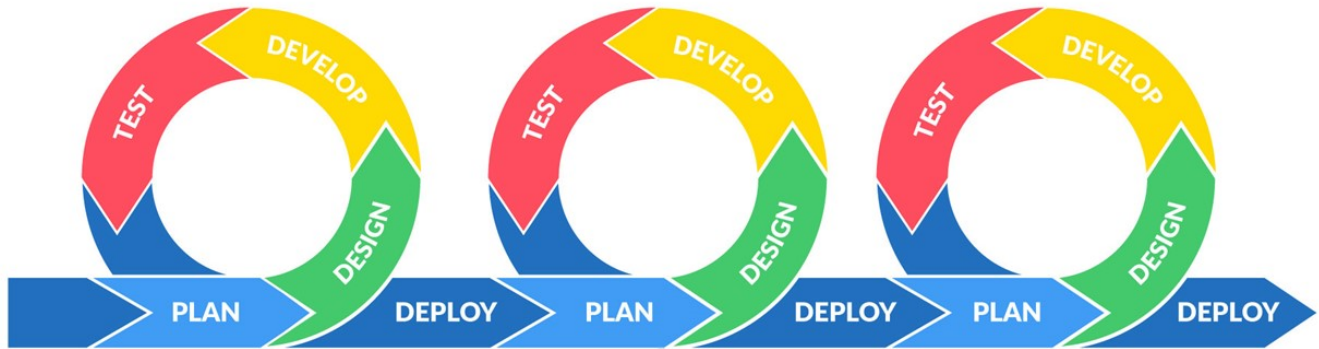 DEVELOP
TEST
DESIGN
PLAN
DEPLOY
DEVELOP
TEST
DESIGN
PLAN
DEPLOY
DEVELOP
TEST
DESIGN
PLAN
DEPLOY